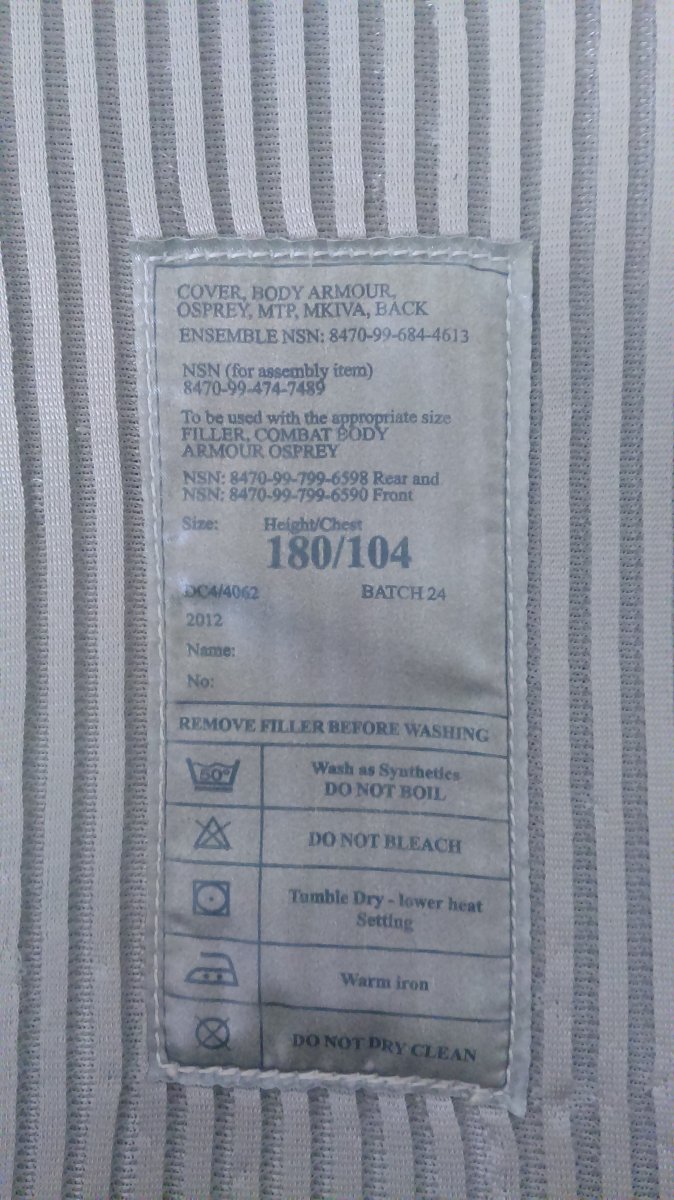 COVER, BODY ARMOUR,
OSPREY, MTP, MKIVA, BACK
ENSEMBLE NSN: 8470-99-684-4613
NSN (for assembly item)
8470-99-474-7489
To be used with the appropriate size
FILLER, COMBAT BODY
ARMOUR OSPREY
NSN: 8470-99-799-6598 Rear and
NSN: 8470-99-799-6590 Front
Size: Height/Chest
180/104
DC4/4062 BATCH 24
2012
Name:
No:
REMOVE FILLER BEFORE WASHING
50° Wash as Synthetics
DO NOT BOIL
DO NOT BLEACH
Tumble Dry - lower heat
Setting
Warm iron
DO NOT DRY CLEAN